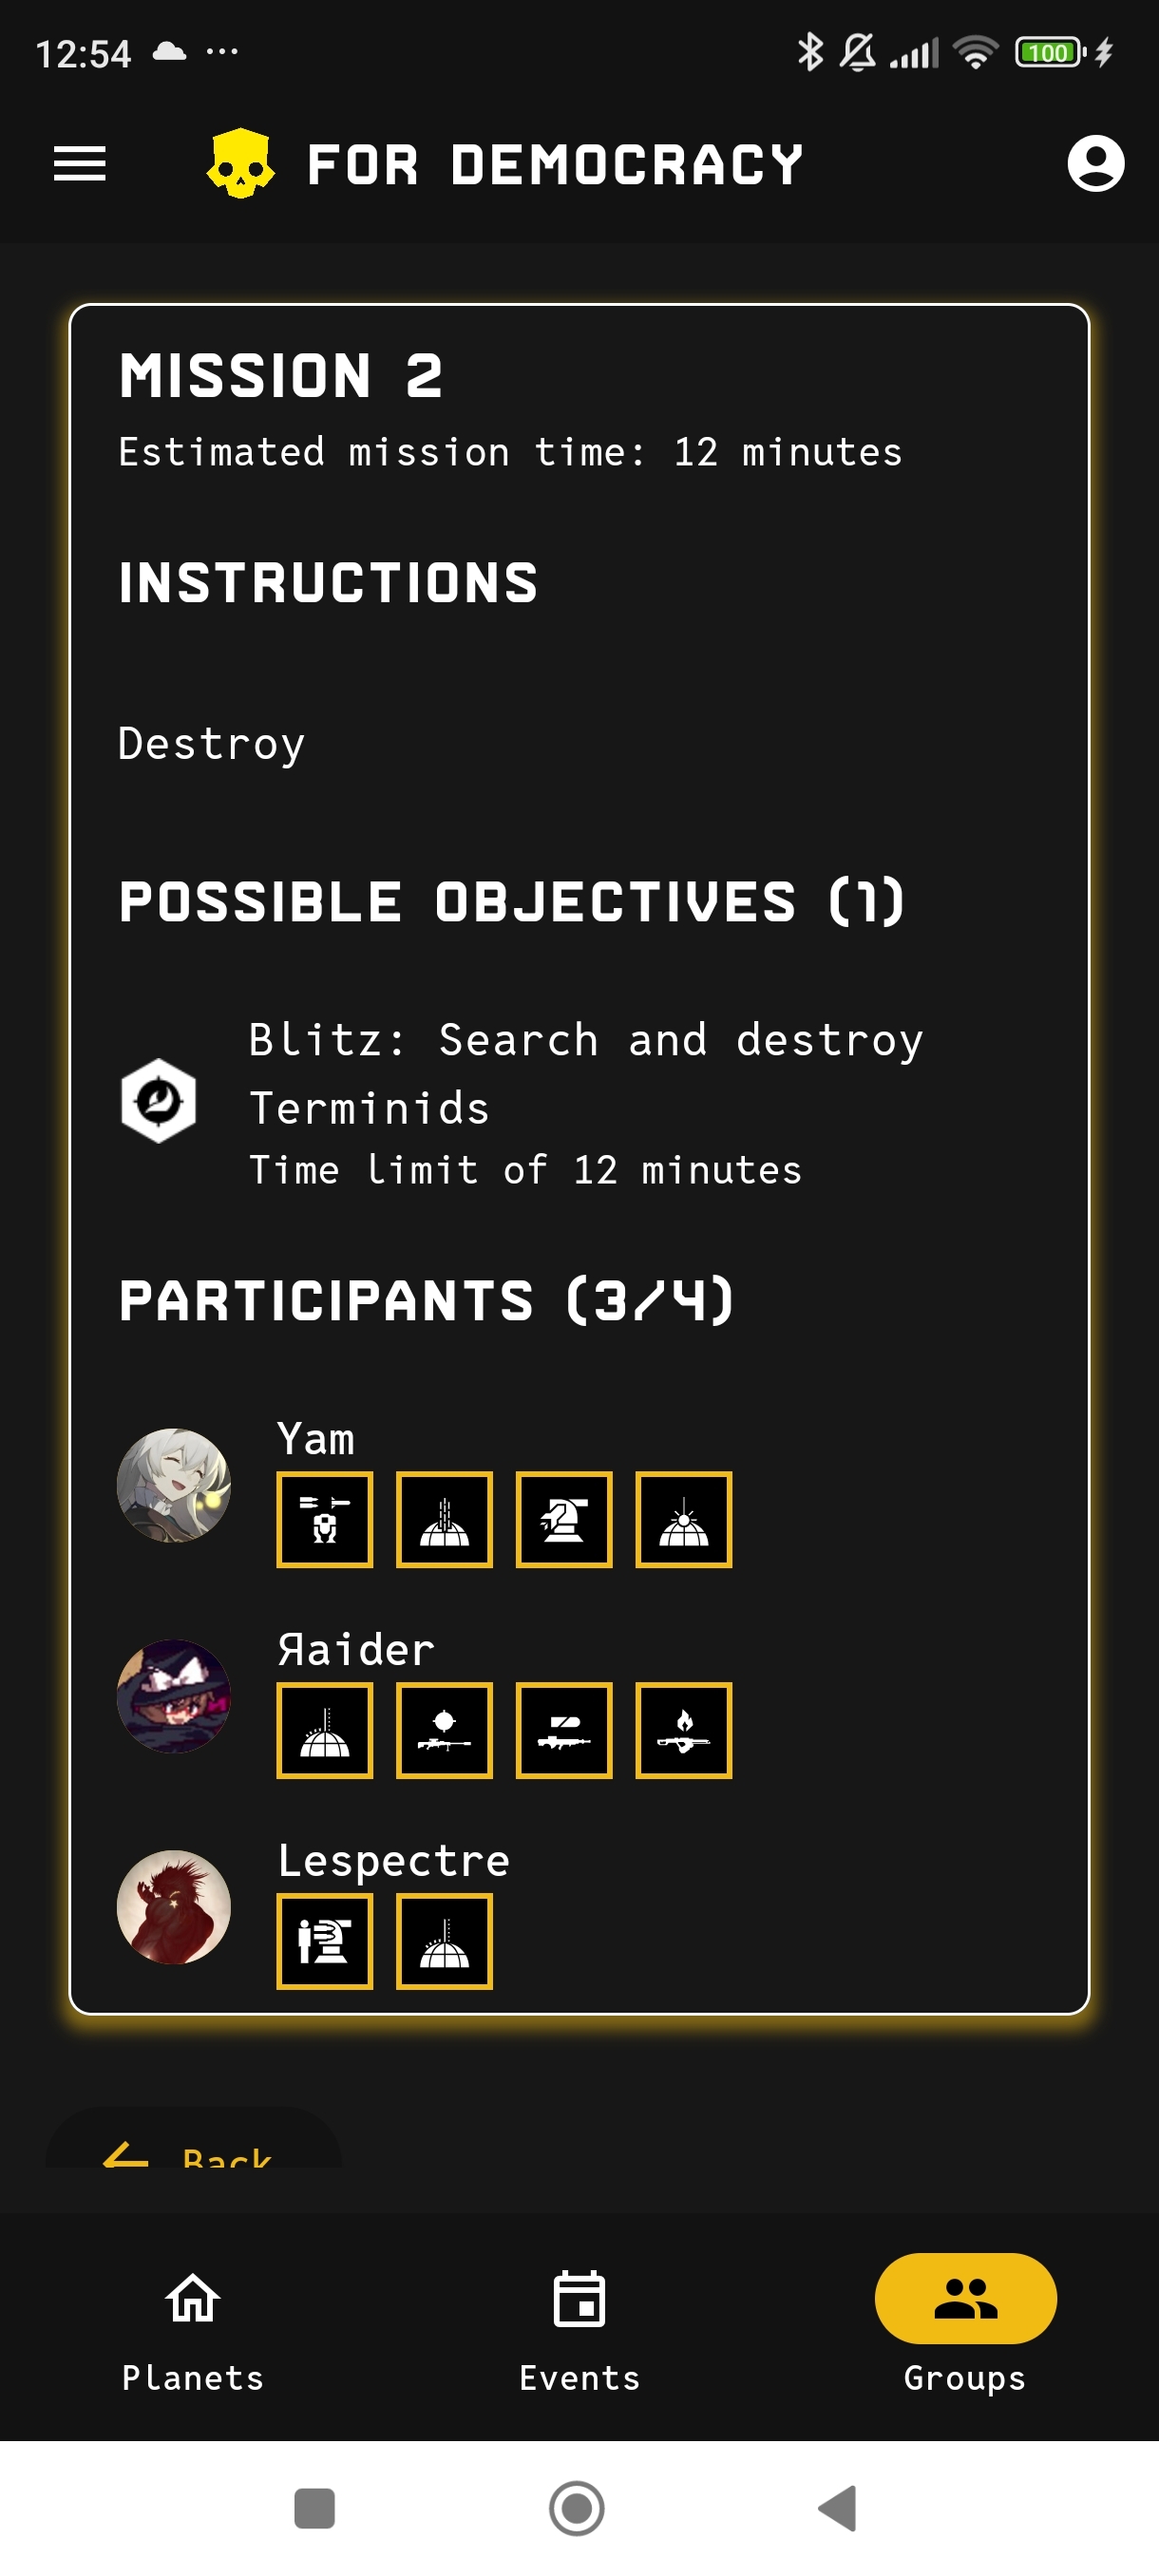 12:54
100
FOR DEMOCRACY
MISSION 2
Estimated mission time: 12 minutes
INSTRUCTIONS
Destroy
POSSIBLE OBJECTIVES (1)
Blitz: Search and destroy
Terminids
Time limit of 12 minutes
PARTICIPANTS (3/4)
Yam
Яaider
Lespectre
Back
Planets
Events
Groups